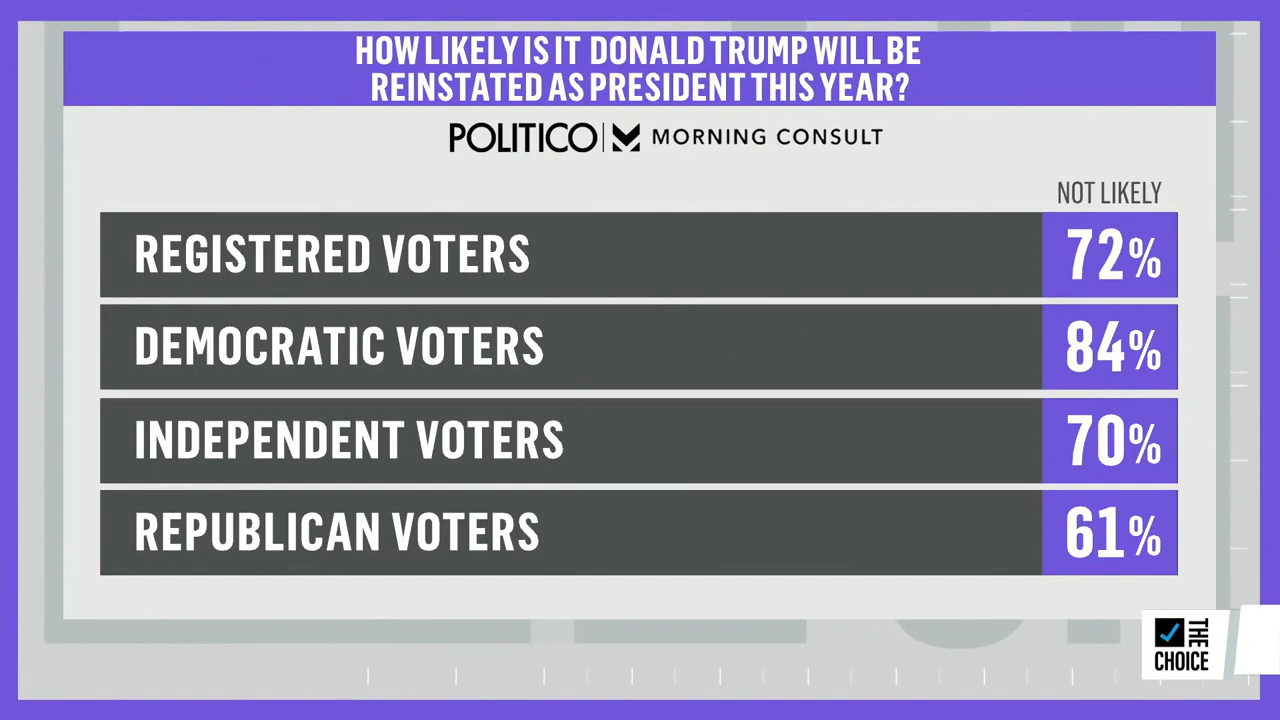 HOW LIKELY IS IT DONALD TRUMP WILL BE
REINSTATED AS PRESIDENT THIS YEAR?
POLITICO MORNING CONSULT
NOT LIKELY
REGISTERED VOTERS 72%
DEMOCRATIC VOTERS 84%
INDEPENDENT VOTERS 70%
REPUBLICAN VOTERS 61%
THE
CHOICE